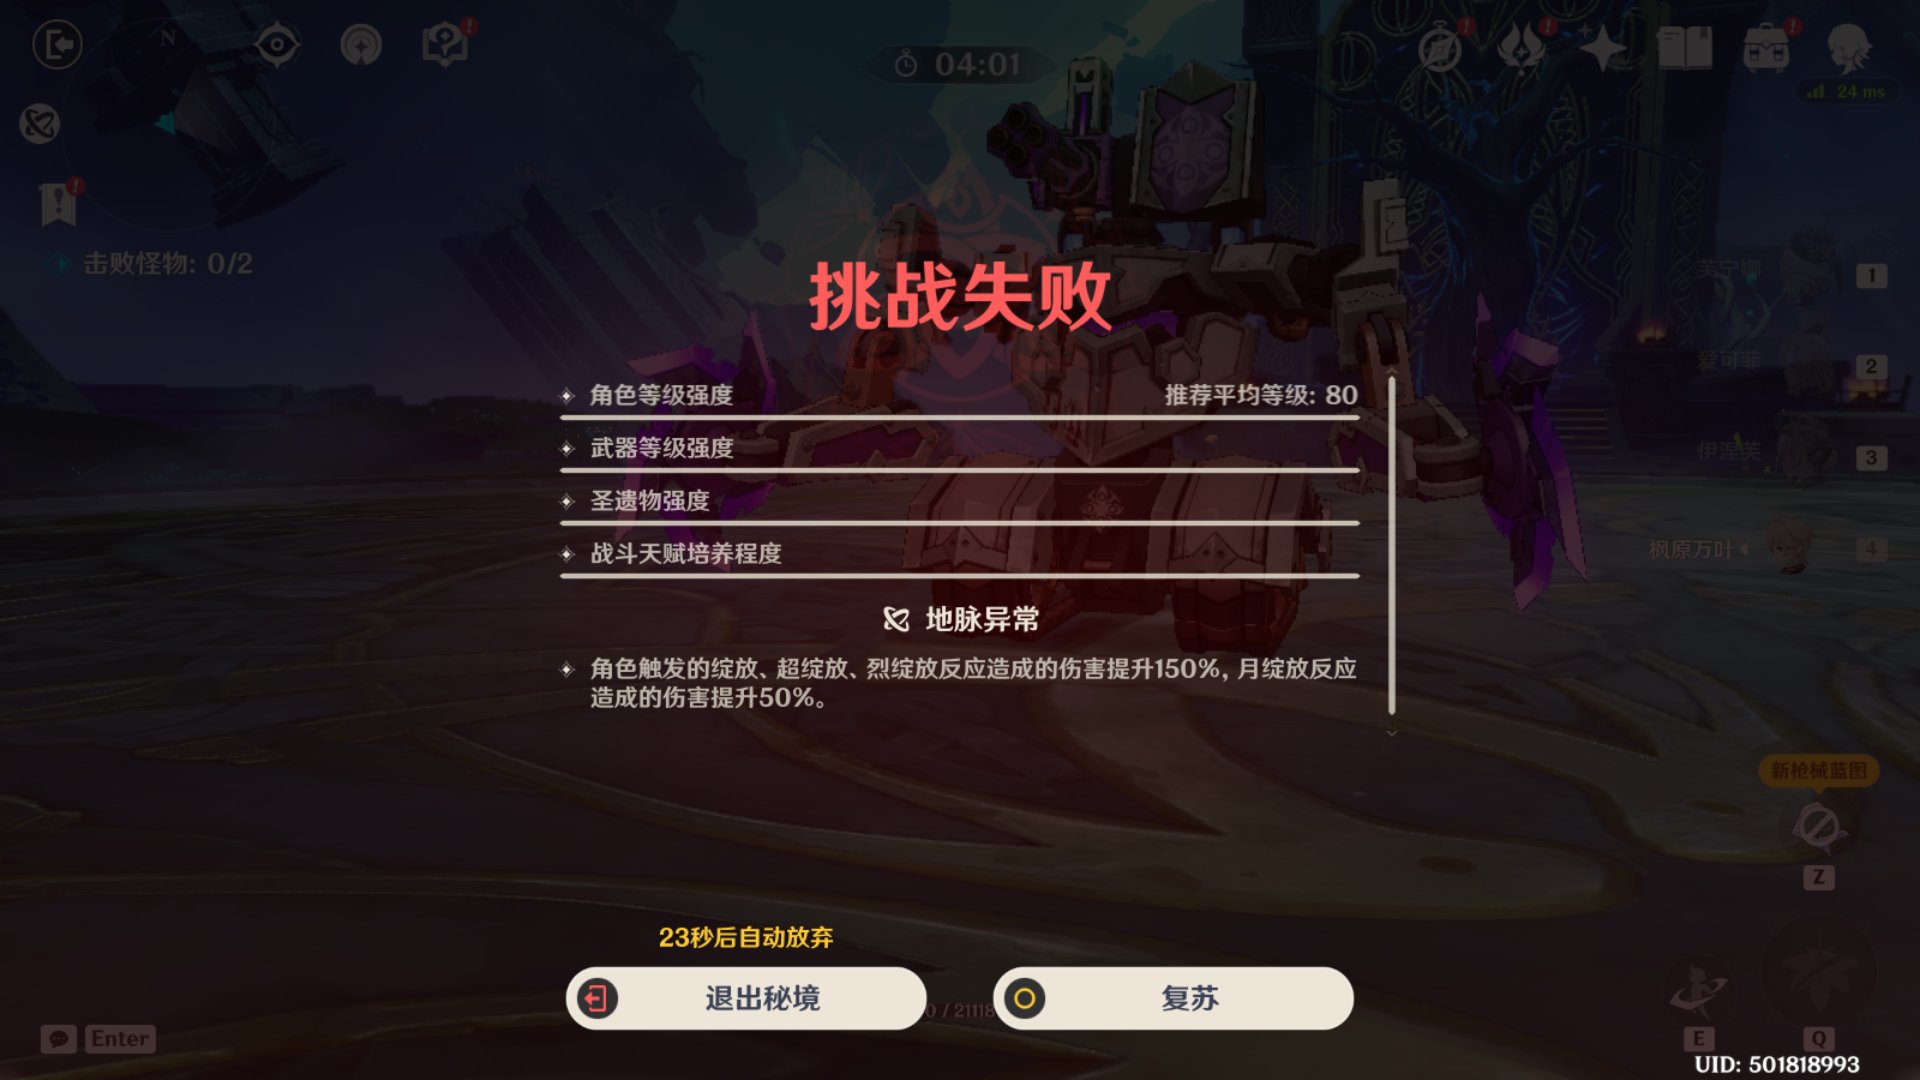 N
04:01
24 ms
击败怪物: 0/2
挑战失败
芙宁娜
1
角色等级强度
推荐平均等级: 80
爱可菲
2
武器等级强度
伊涅芙
3
圣遗物强度
战斗天赋培养程度
枫原万叶
4
地脉异常
角色触发的绽放、超绽放、烈绽放反应造成的伤害提升150%, 月绽放反应
造成的伤害提升50%。
新枪械蓝图
Z
23秒后自动放弃
退出秘境
0 / 21118
复苏
Enter
E
Q
UID: 501818993